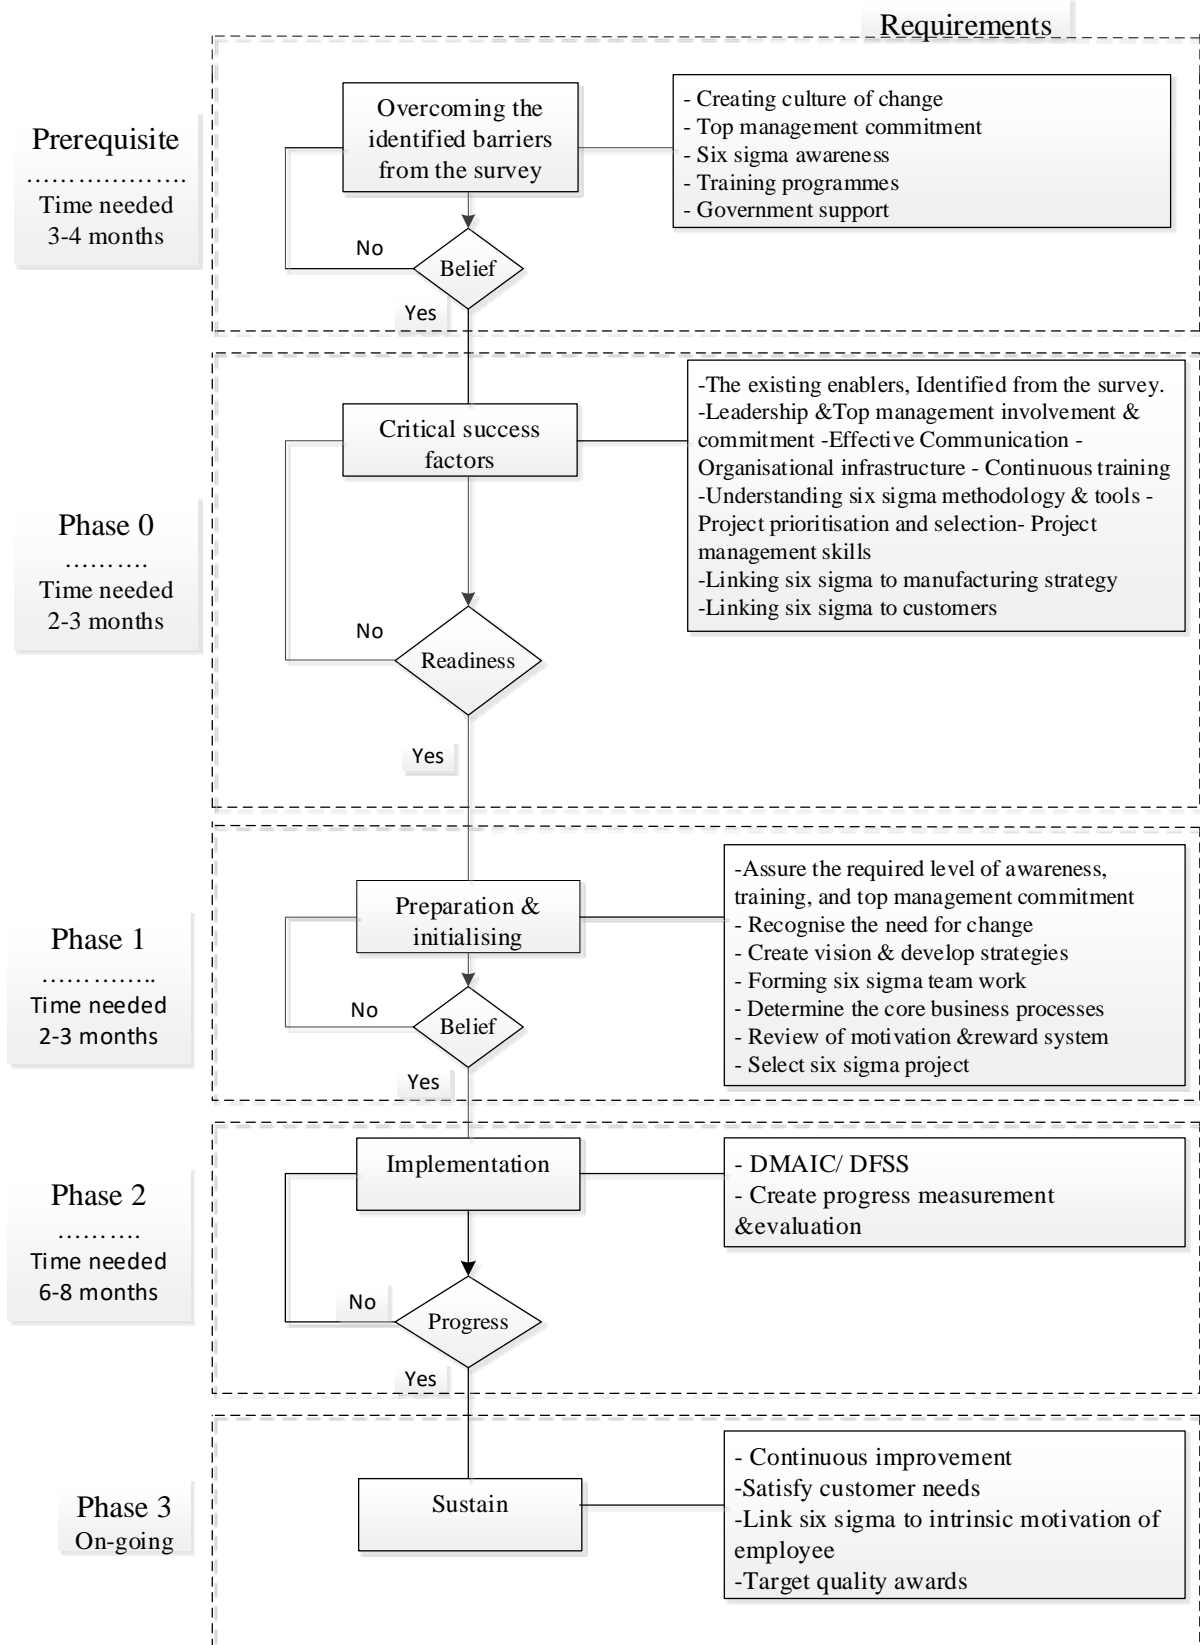 Requirements
Prerequisite
……………….
Time needed
3-4 months
Overcoming the
identified barriers
from the survey
- Creating culture of change
- Top management commitment
- Six sigma awareness
- Training programmes
- Government support
No
Belief
Yes
Phase 0
……….
Time needed
2-3 months
Critical success
factors
-The existing enablers, Identified from the survey.
-Leadership &Top management involvement &
commitment -Effective Communication -
Organisational infrastructure - Continuous training
-Understanding six sigma methodology & tools -
Project prioritisation and selection- Project
management skills
-Linking six sigma to manufacturing strategy
-Linking six sigma to customers
No
Readiness
Yes
Phase 1
…………..
Time needed
2-3 months
Preparation &
initialising
-Assure the required level of awareness,
training, and top management commitment
- Recognise the need for change
- Create vision & develop strategies
- Forming six sigma team work
- Determine the core business processes
- Review of motivation &reward system
- Select six sigma project
No
Belief
Yes
Phase 2
……….
Time needed
6-8 months
Implementation
- DMAIC/ DFSS
- Create progress measurement
&evaluation
No
Progress
Yes
Phase 3
On-going
Sustain
- Continuous improvement
-Satisfy customer needs
-Link six sigma to intrinsic motivation of
employee
-Target quality awards